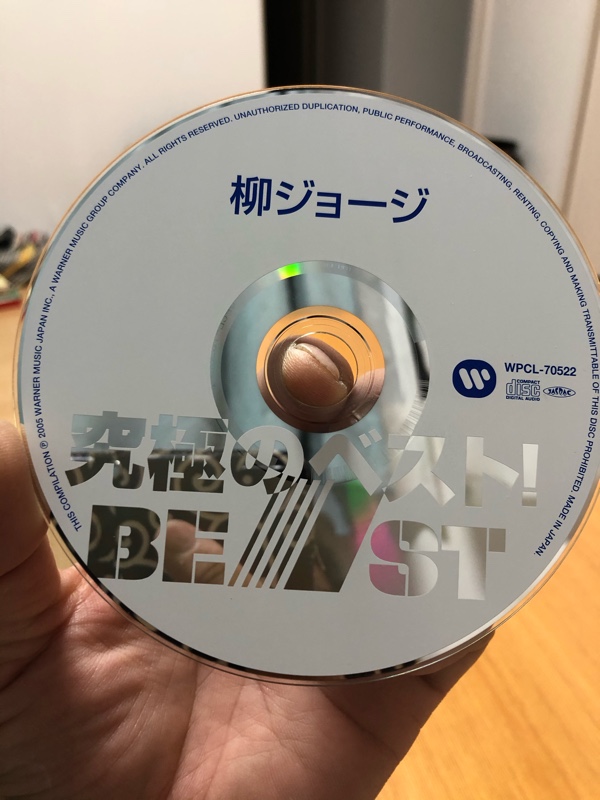 THIS COMPILATION ℗ 2005 WARNER MUSIC JAPAN INC., A WARNER MUSIC GROUP COMPANY. ALL RIGHTS RESERVED. UNAUTHORIZED DUPLICATION, PUBLIC PERFORMANCE, BROADCASTING, RENTING, COPYING AND MAKING TRANSMITTABLE OF THIS DISC PROHIBITED. MADE IN JAPAN.
柳ジョージ
WPCL-70522
COMPACT
disc
DIGITAL AUDIO
究極のベスト!
BEST